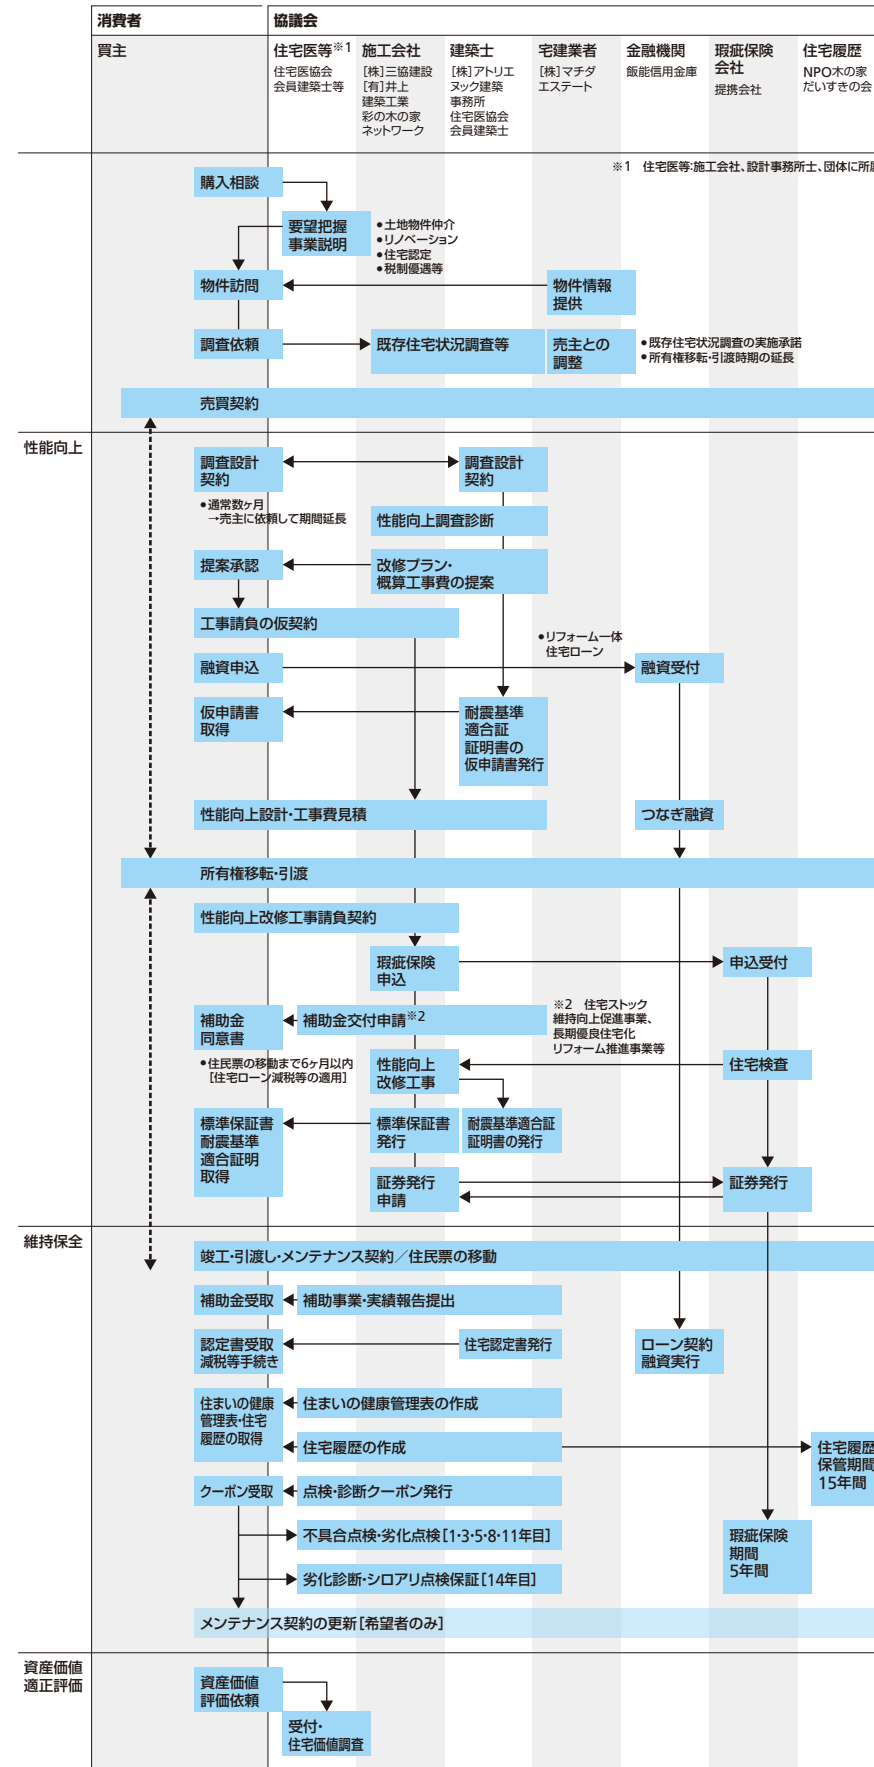 消費者
協議会
買主
住宅医等※1
住宅医協会
会員建築士等
施工会社
[株]三協建設
[有]井上
建築工業
彩の木の家
ネットワーク
建築士
[株]アトリエ
ヌック建築
事務所
住宅医協会
会員建築士
宅建業者
[株]マチダ
エステート
金融機関
飯能信用金庫
瑕疵保険
会社
提携会社
住宅履歴
NPO木の家
だいすきの会
※1 住宅医等:施工会社、設計事務所士、団体に所属
購入相談
要望把握
事業説明
●土地物件仲介
●リノベーション
●住宅認定
●税制優遇等
物件訪問
物件情報
提供
調査依頼
既存住宅状況調査等
売主との
調整
●既存住宅状況調査の実施承諾
●所有権移転・引渡時期の延長
売買契約
性能向上
調査設計
契約
調査設計
契約
●通常数ヶ月
→売主に依頼して期間延長
性能向上調査診断
提案承認
改修プラン・
概算工事費の提案
工事請負の仮契約
●リフォーム一体
住宅ローン
融資申込
融資受付
仮申請書
取得
耐震基準
適合証
証明書の
仮申請書発行
性能向上設計・工事費見積
つなぎ融資
所有権移転・引渡
性能向上改修工事請負契約
瑕疵保険
申込
申込受付
補助金
同意書
補助金交付申請※2
※2 住宅ストック
維持向上促進事業、
長期優良住宅化
リフォーム推進事業等
●住民票の移動まで6ヶ月以内
[住宅ローン減税等の適用]
性能向上
改修工事
住宅検査
標準保証書
耐震基準
適合証明
取得
標準保証書
発行
耐震基準適合証
証明書の発行
証券発行
申請
証券発行
維持保全
竣工・引渡し・メンテナンス契約／住民票の移動
補助金受取
補助事業・実績報告提出
認定書受取
減税等手続き
住宅認定書発行
ローン契約
融資実行
住まいの健康
管理表・住宅
履歴の取得
住まいの健康管理表の作成
住宅履歴の作成
住宅履歴
保管期間
15年間
クーポン受取
点検・診断クーポン発行
不具合点検・劣化点検[1・3・5・8・11年目]
瑕疵保険
期間
5年間
劣化診断・シロアリ点検保証[14年目]
メンテナンス契約の更新[希望者のみ]
資産価値
適正評価
資産価値
評価依頼
受付・
住宅価値調査